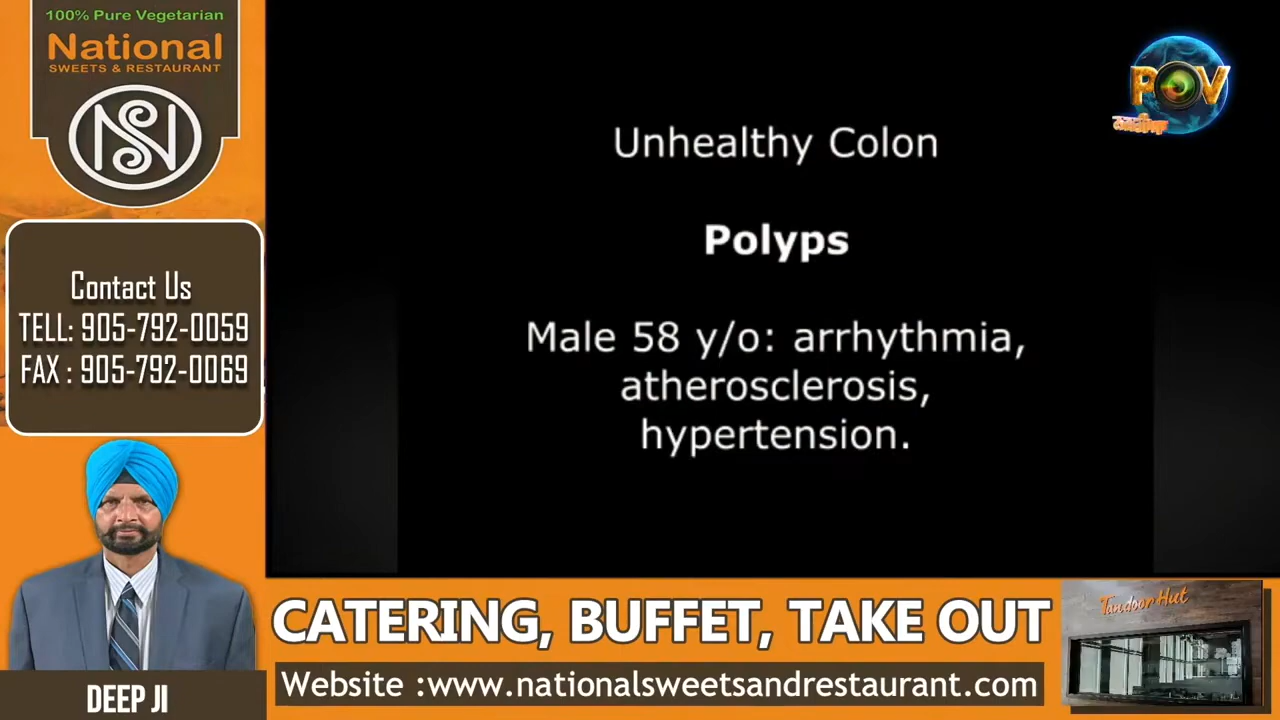 100% Pure Vegetarian
National
SWEETS & RESTAURANT
NS
Contact Us
TELL: 905-792-0059
FAX : 905-792-0069
DEEP JI
Unhealthy Colon
Polyps
Male 58 y/o: arrhythmia,
atherosclerosis,
hypertension.
POV
CATERING, BUFFET, TAKE OUT
Website :www.nationalsweetsandrestaurant.com
Tandoor Hut